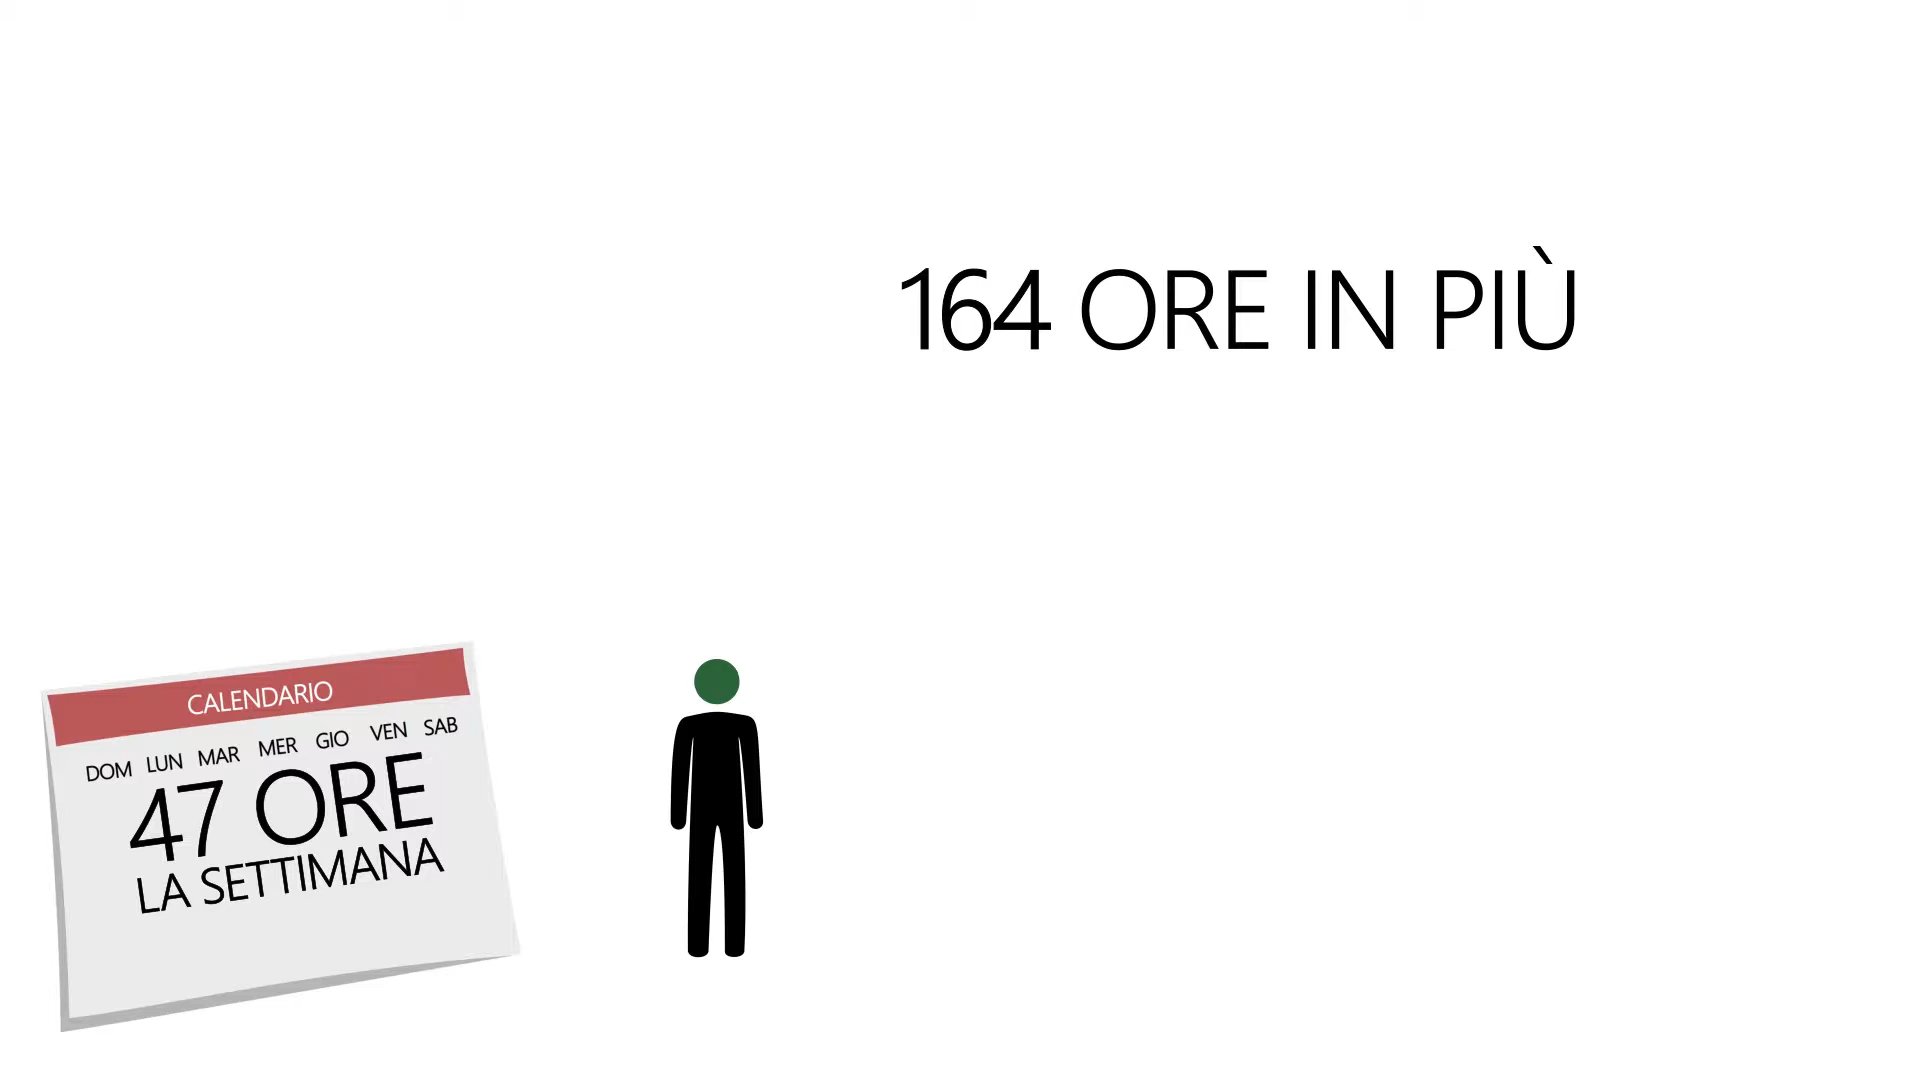 164 ORE IN PIÙ
CALENDARIO
DOM LUN MAR MER GIO VEN SAB
47 ORE
LA SETTIMANA